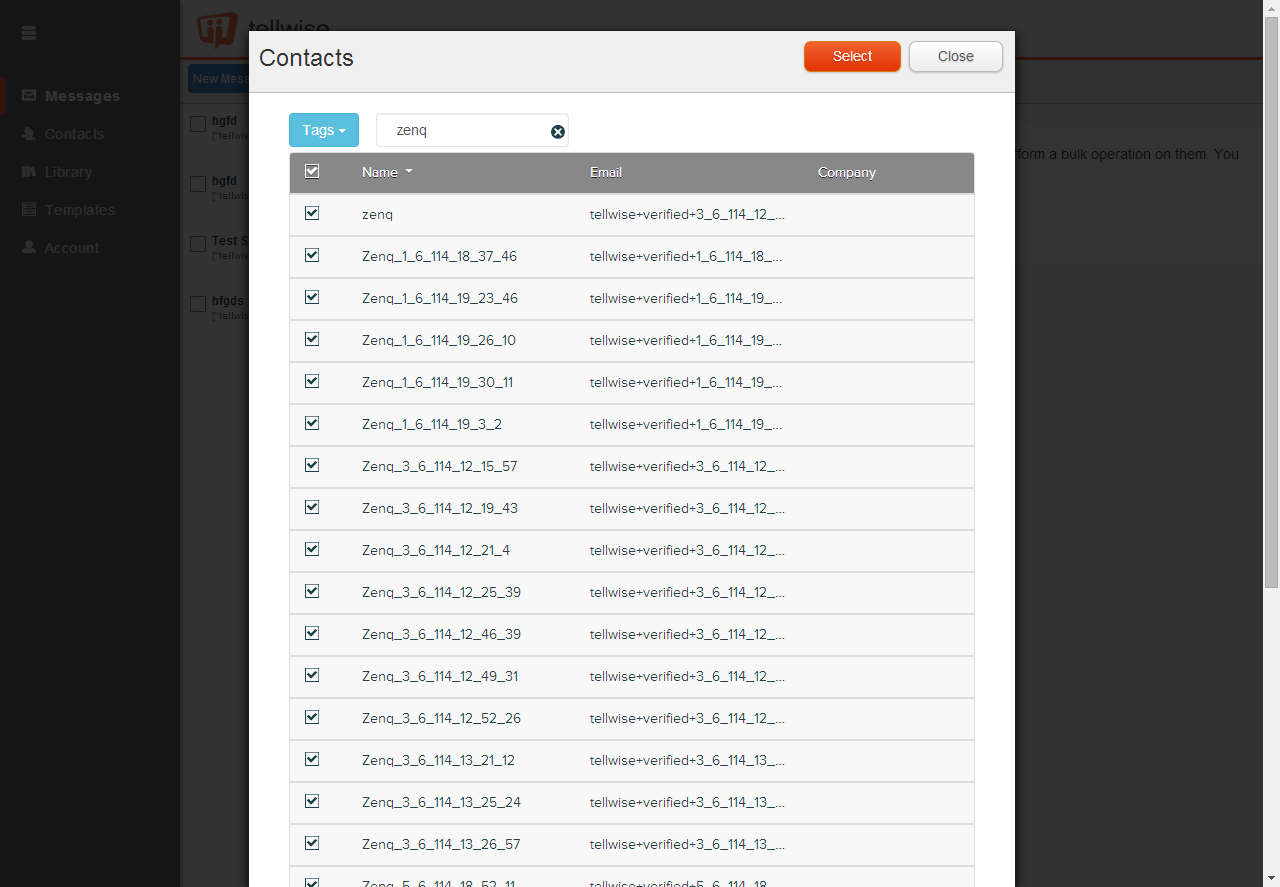 tellwise
Contacts
Select
Close
New Mess
Messages
Contacts
Library
Templates
Account
hgfd
["tellwis
hgfd
["tellwis
Test S
["tellwis
hfgds
["tellwis
form a bulk operation on them. You
Tags
zenq
Name Email Company
zenq tellwise+verified+3_6_114_12_...
Zenq_1_6_114_18_37_46 tellwise+verified+1_6_114_18_...
Zenq_1_6_114_19_23_46 tellwise+verified+1_6_114_19_...
Zenq_1_6_114_19_26_10 tellwise+verified+1_6_114_19_...
Zenq_1_6_114_19_30_11 tellwise+verified+1_6_114_19_...
Zenq_1_6_114_19_3_2 tellwise+verified+1_6_114_19_...
Zenq_3_6_114_12_15_57 tellwise+verified+3_6_114_12_...
Zenq_3_6_114_12_19_43 tellwise+verified+3_6_114_12_...
Zenq_3_6_114_12_21_4 tellwise+verified+3_6_114_12_...
Zenq_3_6_114_12_25_39 tellwise+verified+3_6_114_12_...
Zenq_3_6_114_12_46_39 tellwise+verified+3_6_114_12_...
Zenq_3_6_114_12_49_31 tellwise+verified+3_6_114_12_...
Zenq_3_6_114_12_52_26 tellwise+verified+3_6_114_12_...
Zenq_3_6_114_13_21_12 tellwise+verified+3_6_114_13_...
Zenq_3_6_114_13_25_24 tellwise+verified+3_6_114_13_...
Zenq_3_6_114_13_26_57 tellwise+verified+3_6_114_13_...
Zenq_5_6_114_18_52_11 tellwise+verified+5_6_114_18_...